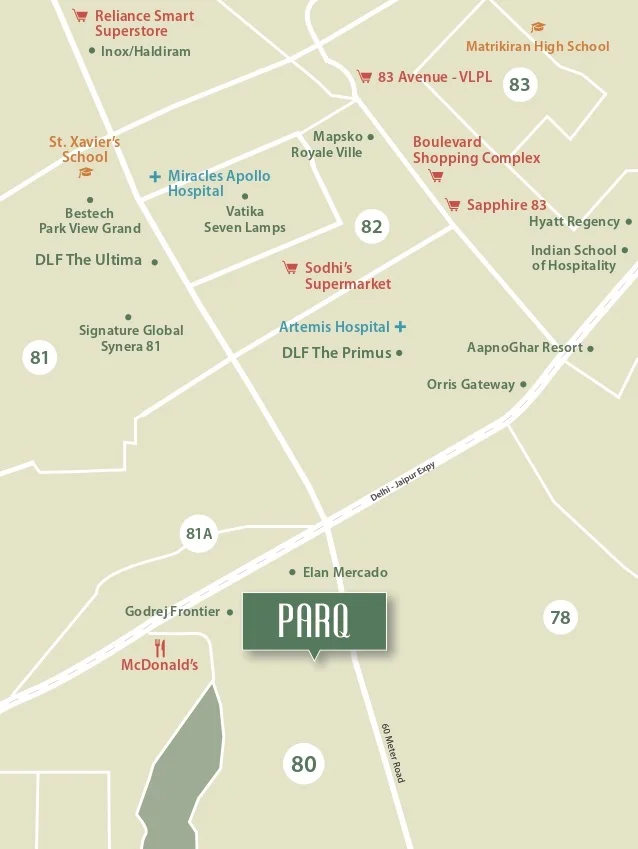 Reliance Smart
Superstore
Inox/Haldiram
Matrikiran High School
83 Avenue - VLPL
83
Mapsko
Royale Ville
Boulevard
Shopping Complex
St. Xavier's
School
Miracles Apollo
Hospital
Bestech
Park View Grand
Vatika
Seven Lamps
Sapphire 83
82
Hyatt Regency
Indian School
of Hospitality
DLF The Ultima
Sodhi's
Supermarket
Signature Global
Synera 81
Artemis Hospital
DLF The Primus
AapnoGhar Resort
81
Orris Gateway
Delhi - Jaipur Expy
81A
Elan Mercado
Godrej Frontier
PARQ
78
McDonald's
60 Meter Road
80